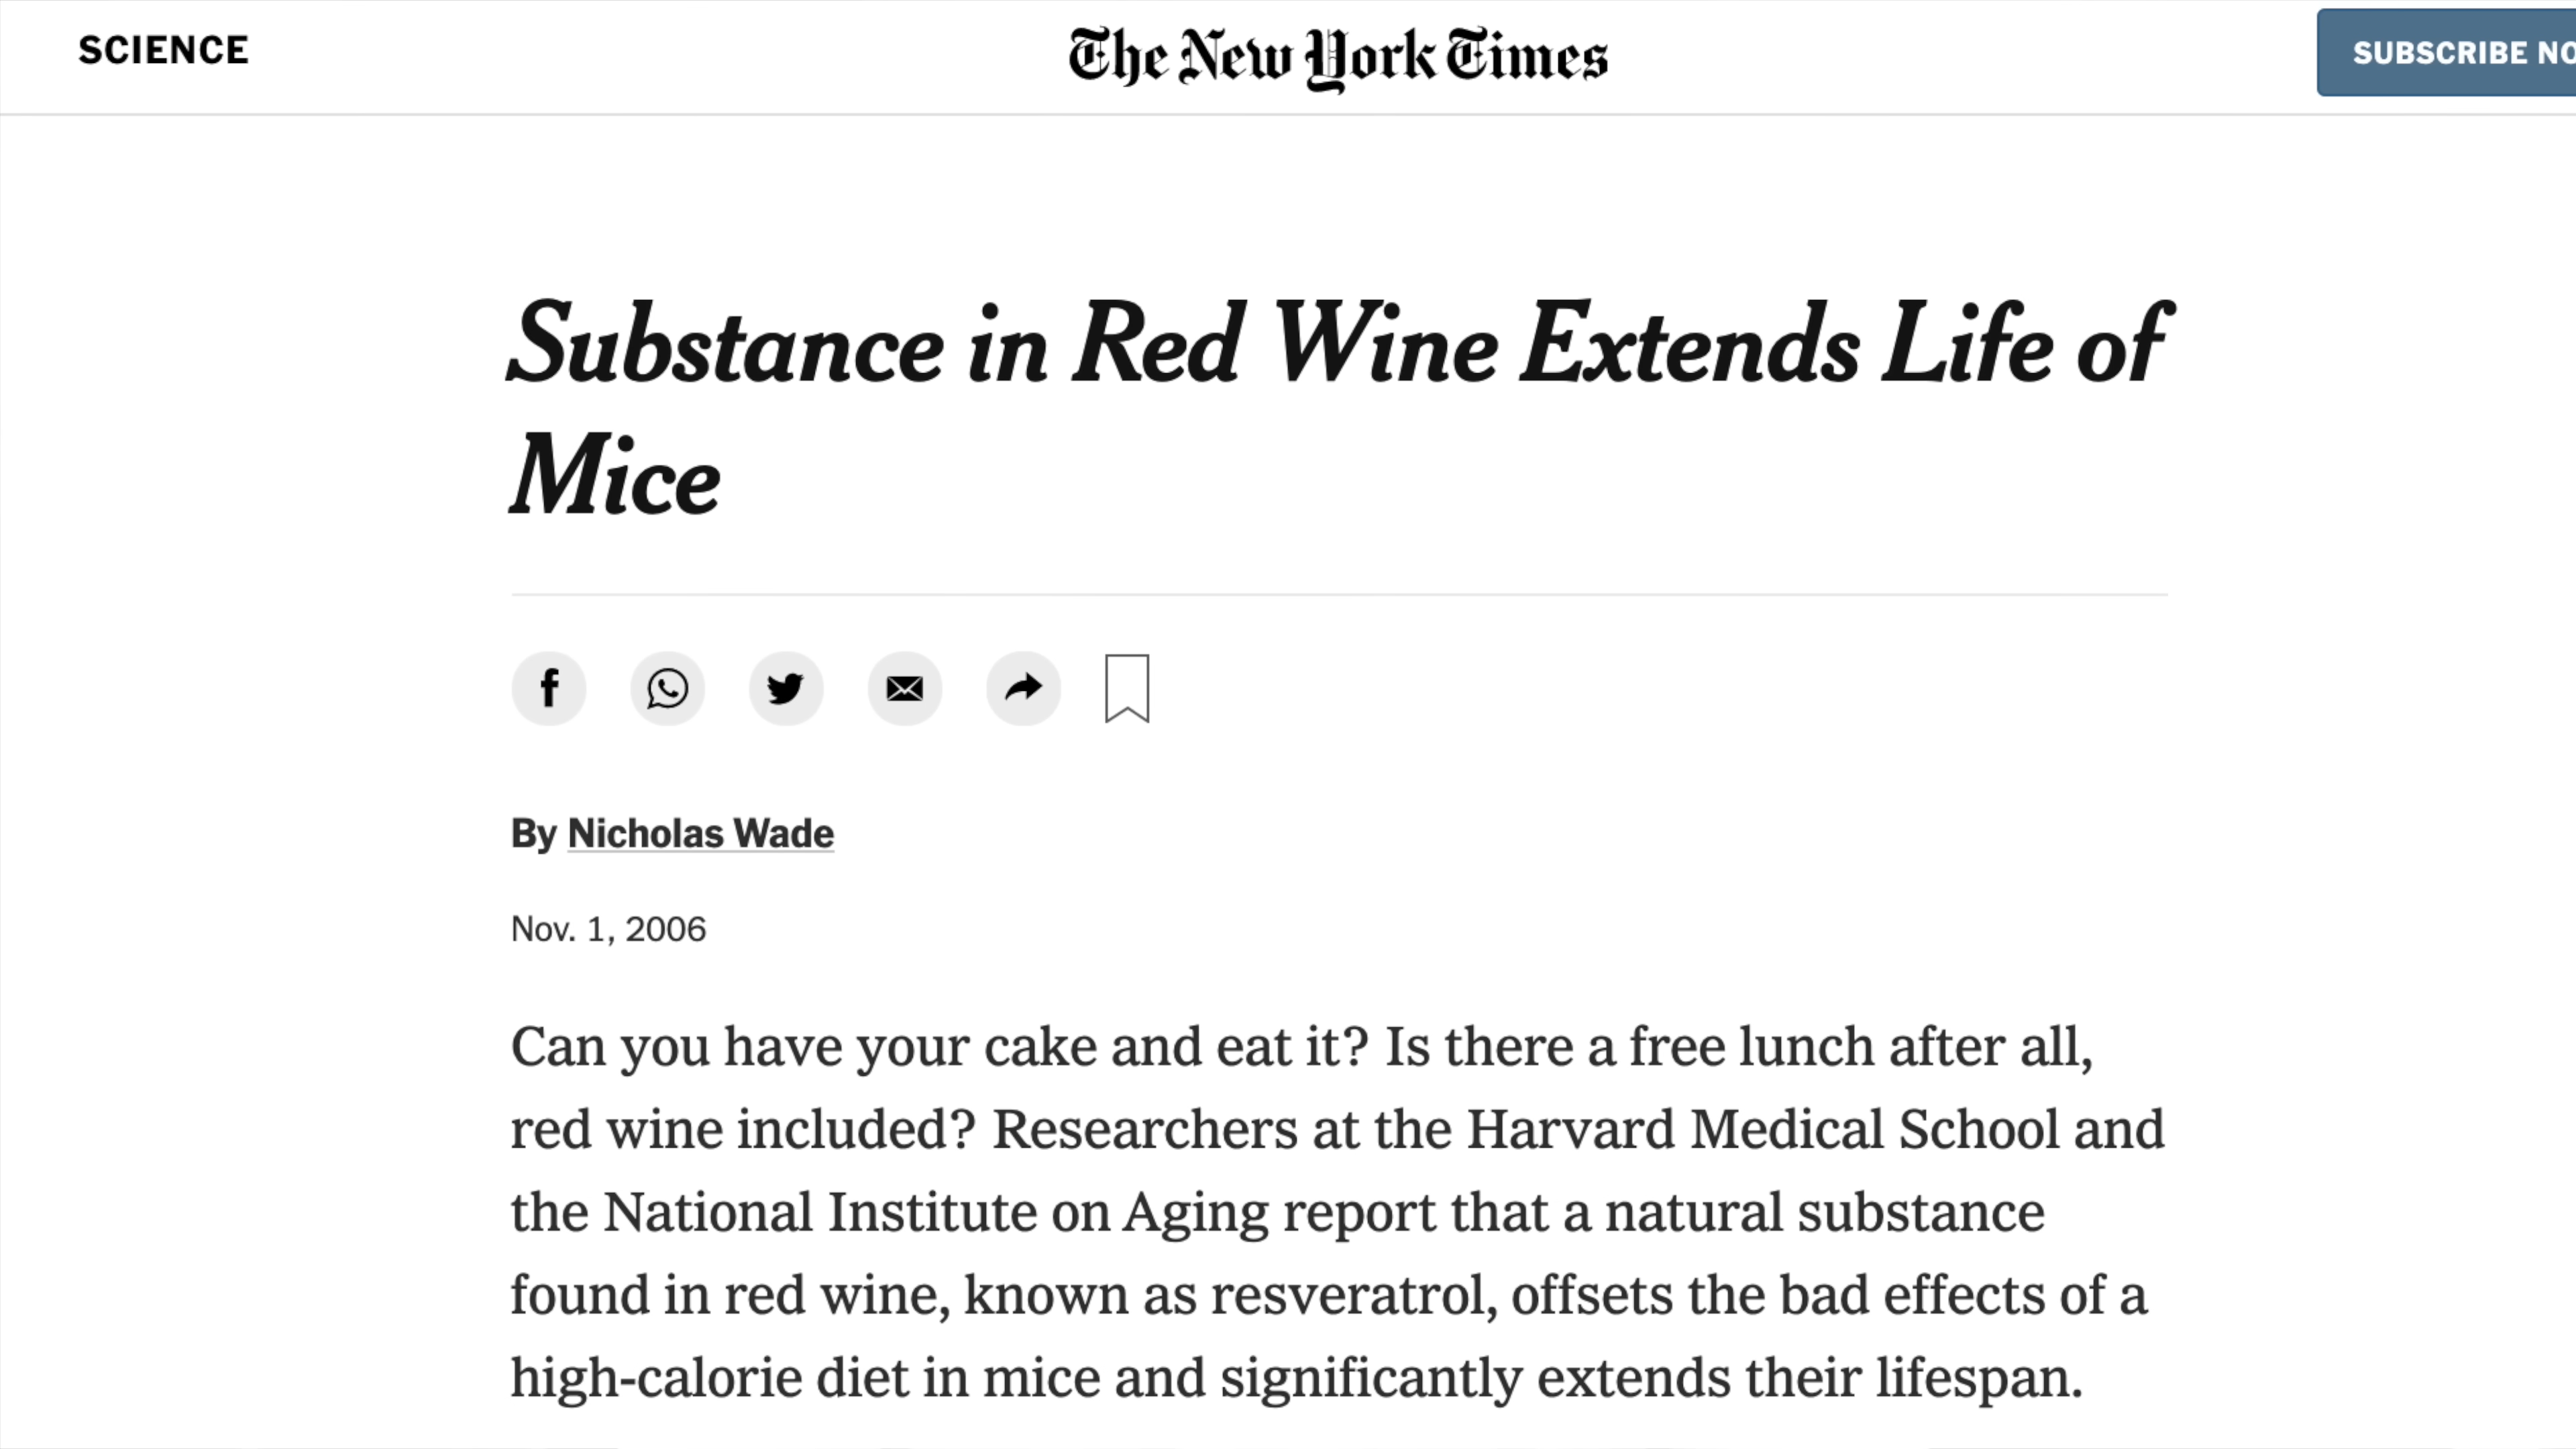 SCIENCE
The New York Times
SUBSCRIBE NO
Substance in Red Wine Extends Life of
Mice
By Nicholas Wade
Nov. 1, 2006
Can you have your cake and eat it? Is there a free lunch after all,
red wine included? Researchers at the Harvard Medical School and
the National Institute on Aging report that a natural substance
found in red wine, known as resveratrol, offsets the bad effects of a
high-calorie diet in mice and significantly extends their lifespan.